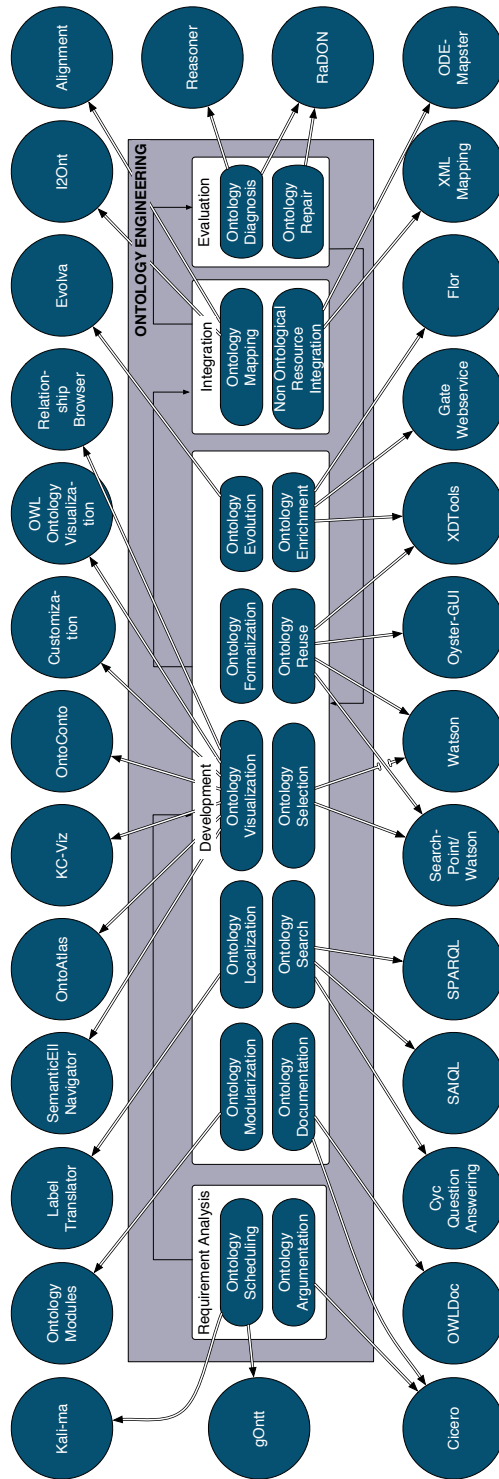 Kali-ma
Ontology
Modules
Label
Translator
SemanticEll
Navigator
OntoAtlas
KC-Viz
OntoConto
Customiza-
tion
OWL
Ontology
Visualiza-
tion
Relation-
ship
Browser
Evolva
I2Ont
Alignment
gOntt
Reasoner
RaDON
ONTOLOGY ENGINEERING
Requirement Analysis
Ontology
Scheduling
Ontology
Argumentation
Development
Ontology
Modularization
Ontology
Localization
Ontology
Visualization
Ontology
Formalization
Ontology
Evolution
Ontology
Documentation
Ontology
Search
Ontology
Selection
Ontology
Reuse
Ontology
Enrichment
Integration
Ontology
Mapping
Non Ontological
Resource
Integration
Evaluation
Ontology
Diagnosis
Ontology
Repair
Cicero
OWLDoc
Cyc
Question
Answering
SAIQL
SPARQL
Search-
Point/
Watson
Watson
Oyster-GUI
XDTools
Gate
Webservice
Flor
XML
Mapping
ODE-
Mapster